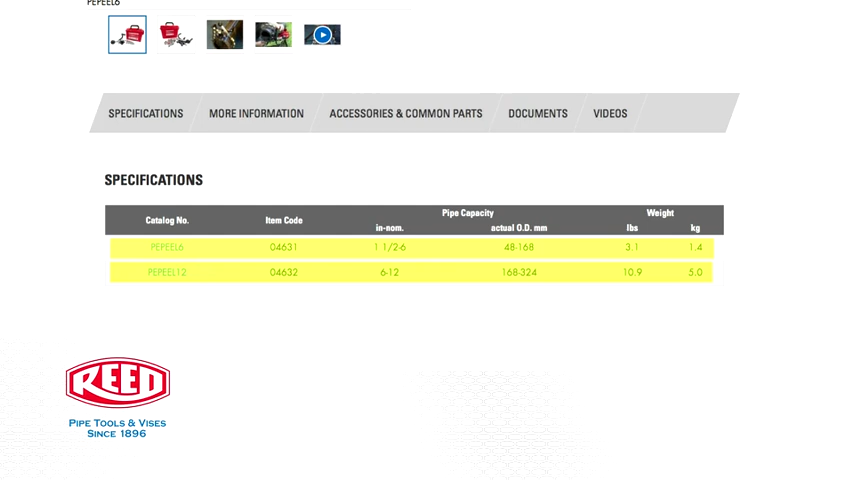 PEPEEL6
SPECIFICATIONS MORE INFORMATION ACCESSORIES & COMMON PARTS DOCUMENTS VIDEOS
SPECIFICATIONS
Catalog No. Item Code Pipe Capacity Weight
in-nom. actual O.D. mm lbs kg
PEPEEL6 04631 1 1/2-6 48-168 3.1 1.4
PEPEEL12 04632 6-12 168-324 10.9 5.0
REED
PIPE TOOLS & VISES
SINCE 1896